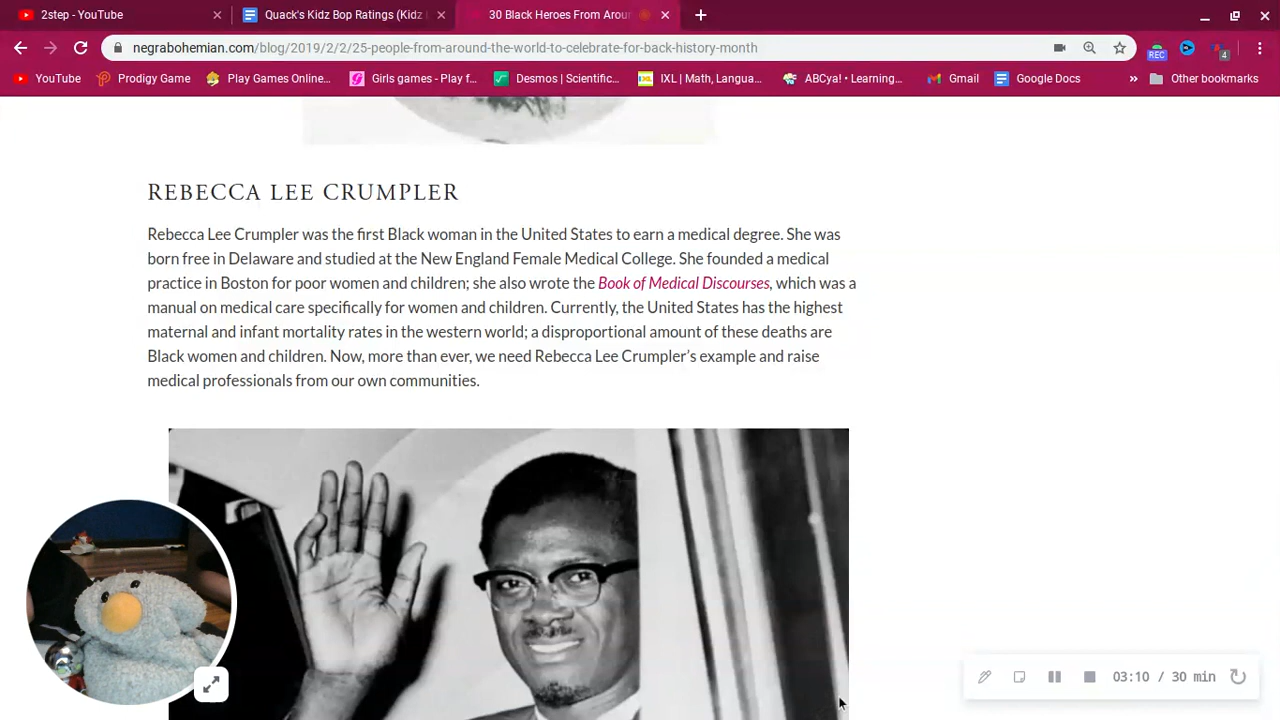 2step - YouTube
Quack's Kidz Bop Ratings (Kidz
30 Black Heroes From Arou
negrabohemian.com/blog/2019/2/2/25-people-from-around-the-world-to-celebrate-for-back-history-month
REC
4
YouTube
Prodigy Game
Play Games Online...
Girls games - Play f...
Desmos | Scientific...
IXL | Math, Langua...
ABCya! • Learning...
Gmail
Google Docs
»
Other bookmarks
REBECCA LEE CRUMPLER
Rebecca Lee Crumpler was the first Black woman in the United States to earn a medical degree. She was
born free in Delaware and studied at the New England Female Medical College. She founded a medical
practice in Boston for poor women and children; she also wrote the Book of Medical Discourses, which was a
manual on medical care specifically for women and children. Currently, the United States has the highest
maternal and infant mortality rates in the western world; a disproportional amount of these deaths are
Black women and children. Now, more than ever, we need Rebecca Lee Crumpler's example and raise
medical professionals from our own communities.
03:10 / 30 min